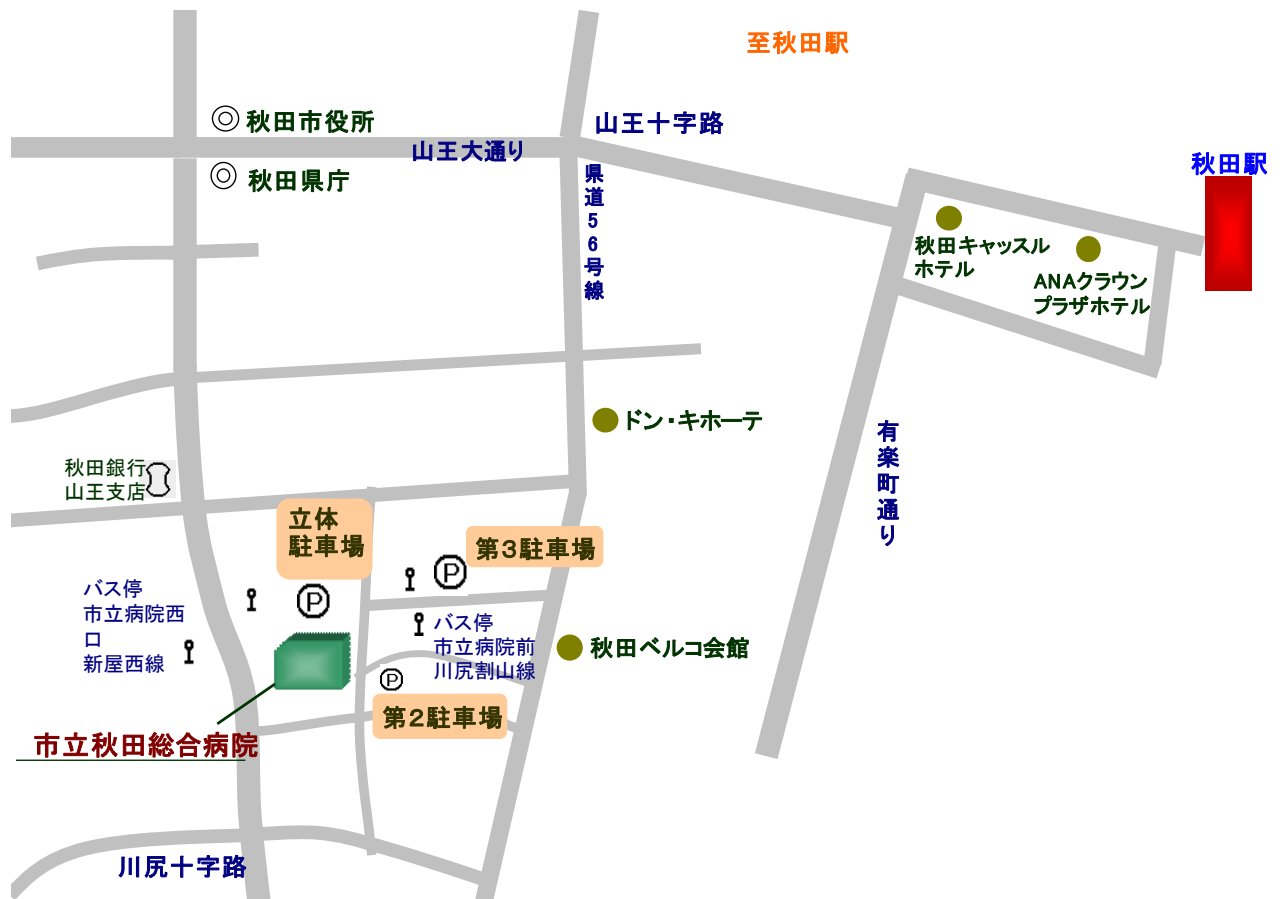 至秋田駅
秋田市役所
山王十字路
山王大通り
秋田駅
秋田県庁
県道56号線
秋田キャッスル
ホテル
ANAクラウン
プラザホテル
ドン・キホーテ
有楽町通り
秋田銀行
山王支店
立体
駐車場
第3駐車場
P
P
バス停
市立病院西
口
新屋西線
バス停
市立病院前
川尻割山線
秋田ベルコ会館
P
第2駐車場
市立秋田総合病院
川尻十字路